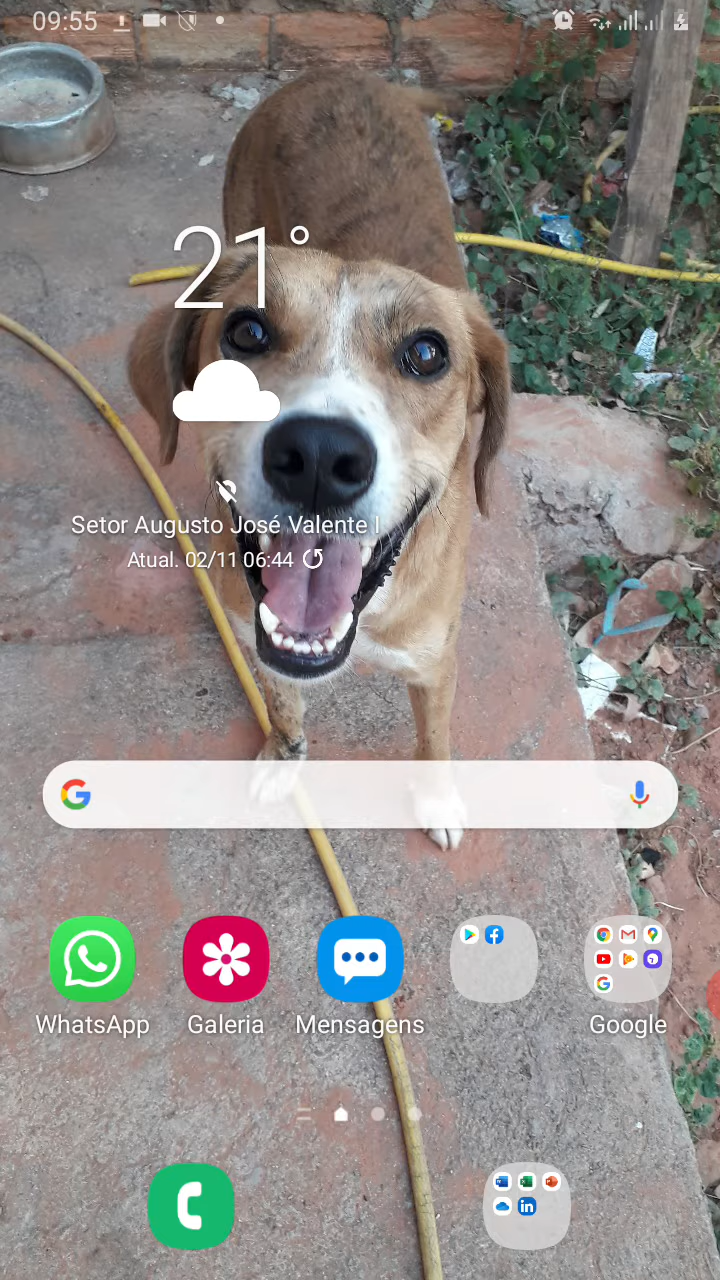 09:55
21°
Setor Augusto José Valente I
Atual. 02/11 06:44
WhatsApp
Galeria
Mensagens
Google